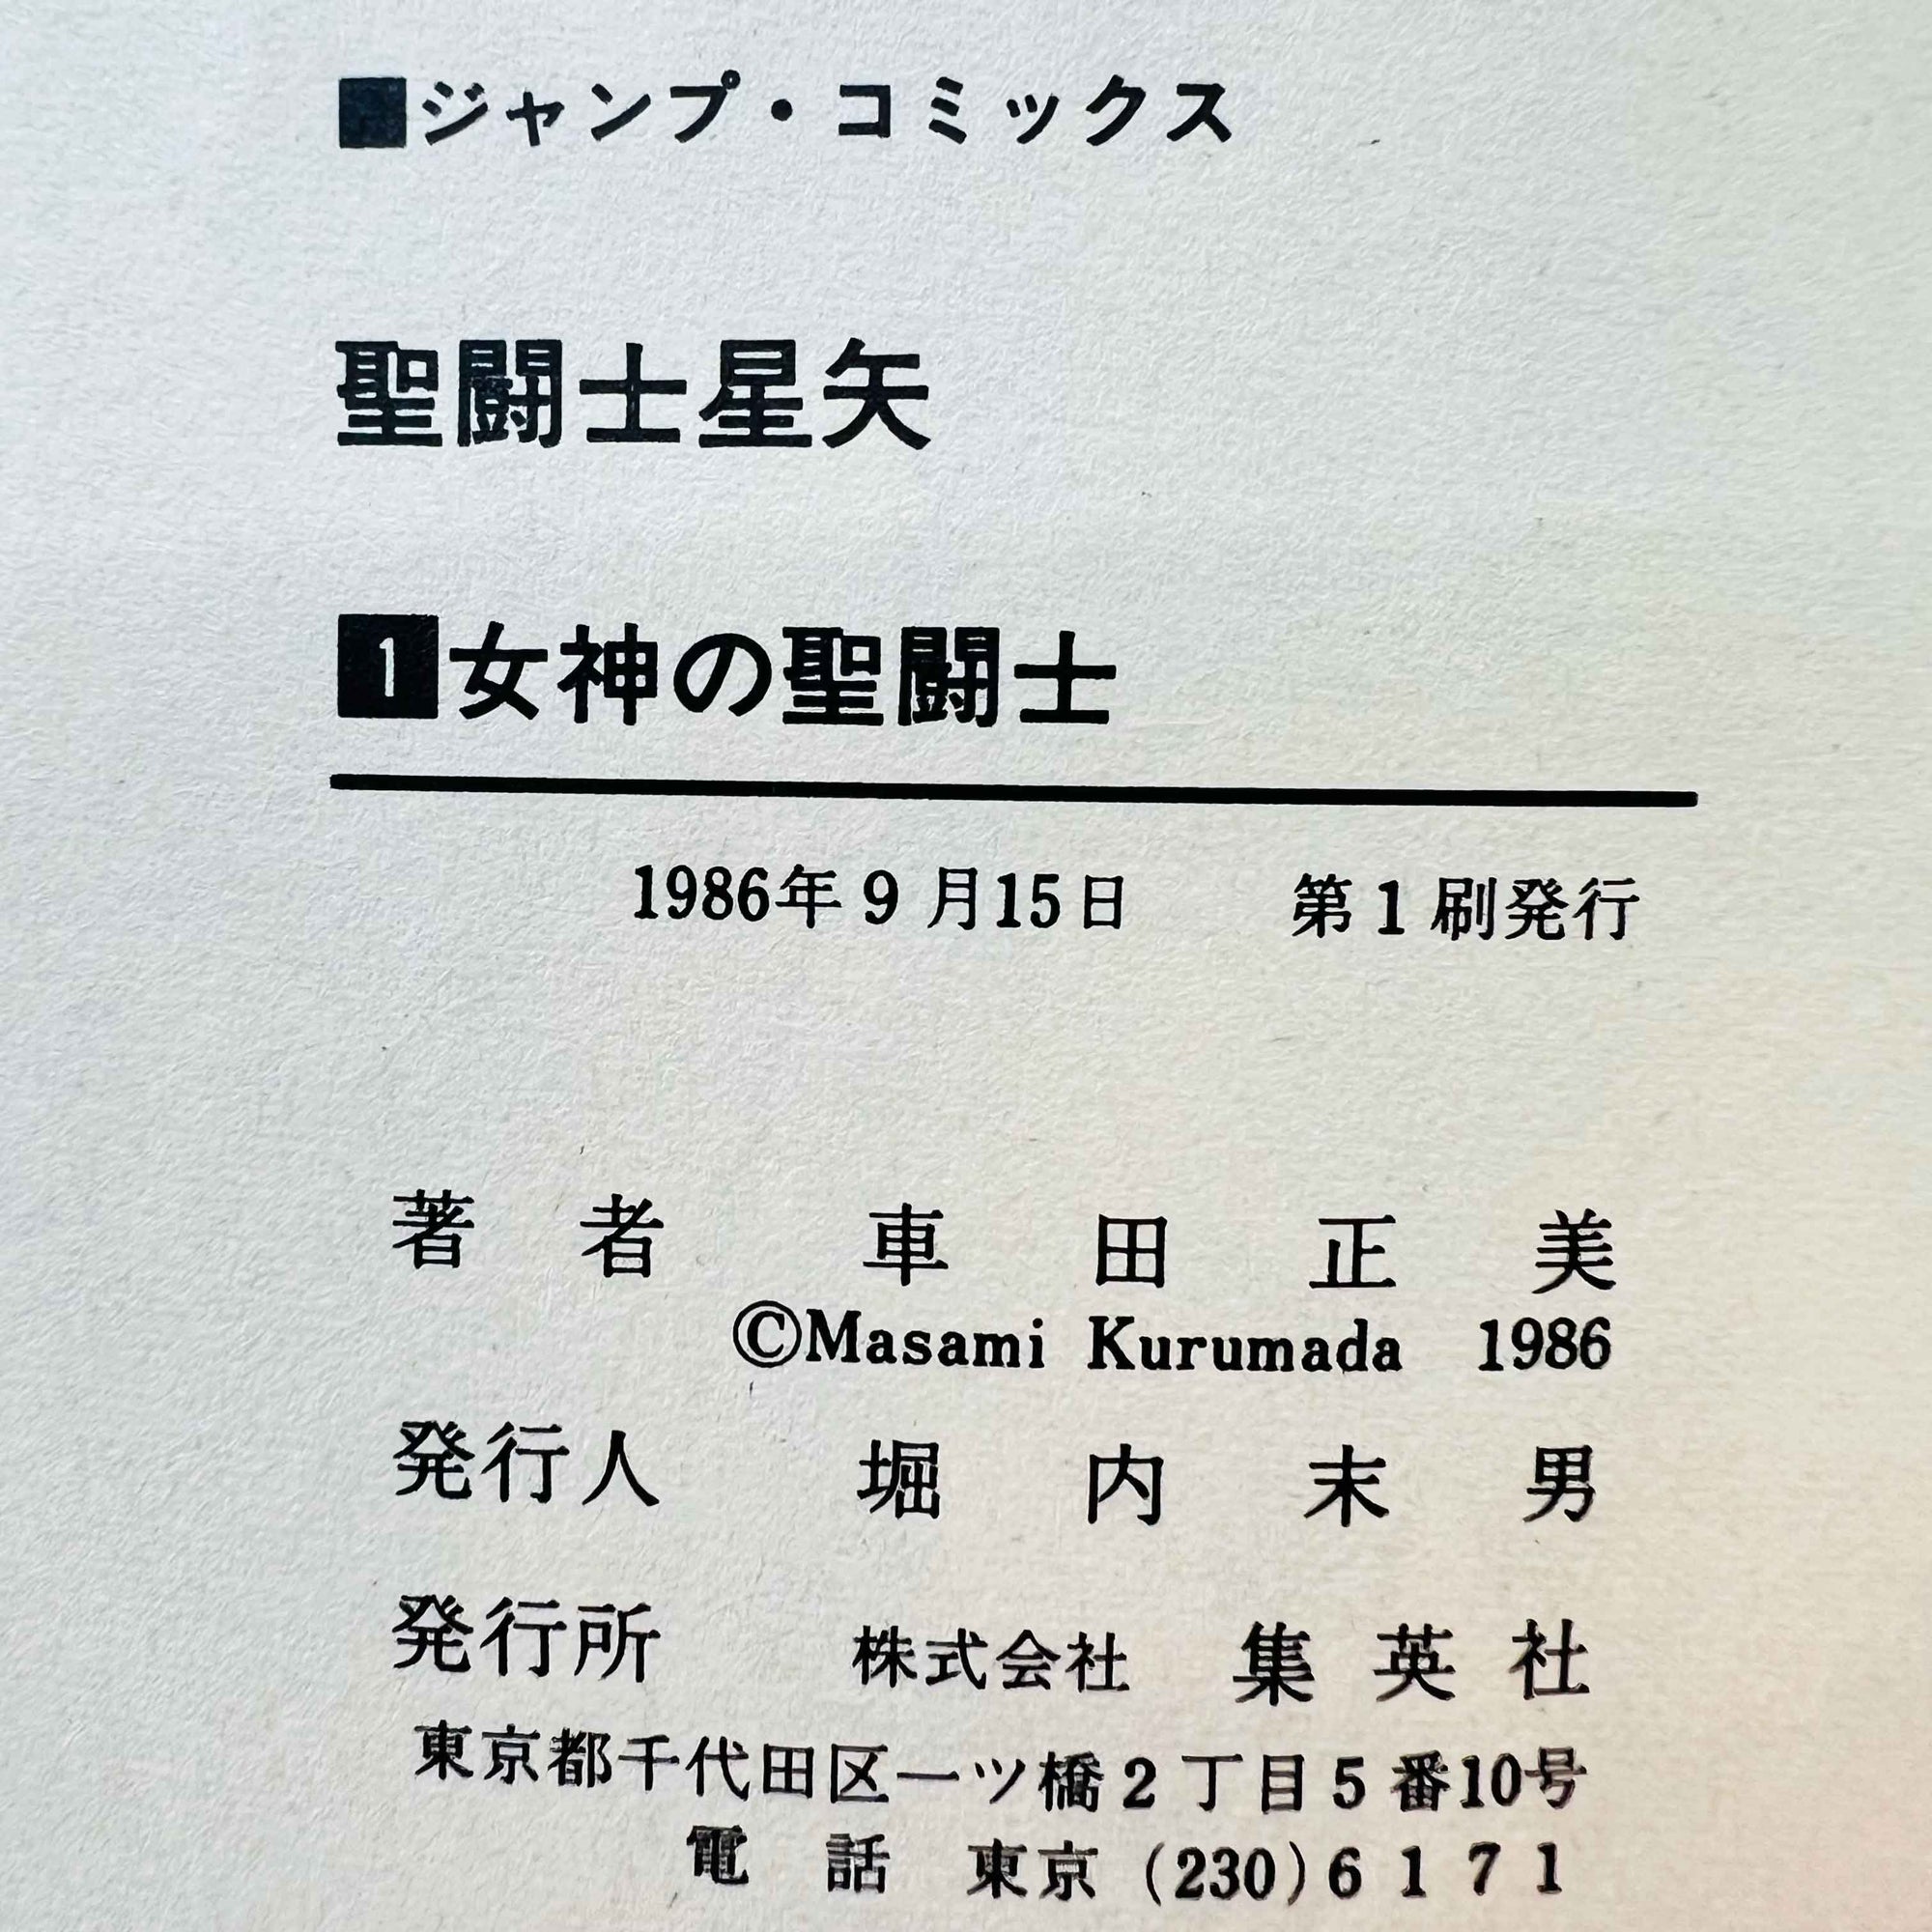 ■ジャンプ・コミックス
聖闘士星矢
1女神の聖闘士
1986年9月15日 第1刷発行
著者 車田正美
©Masami Kurumada 1986
発行人 堀内末男
発行所 株式会社 集英社
東京都千代田区一ツ橋2丁目5番10号
電話 東京(230)6171